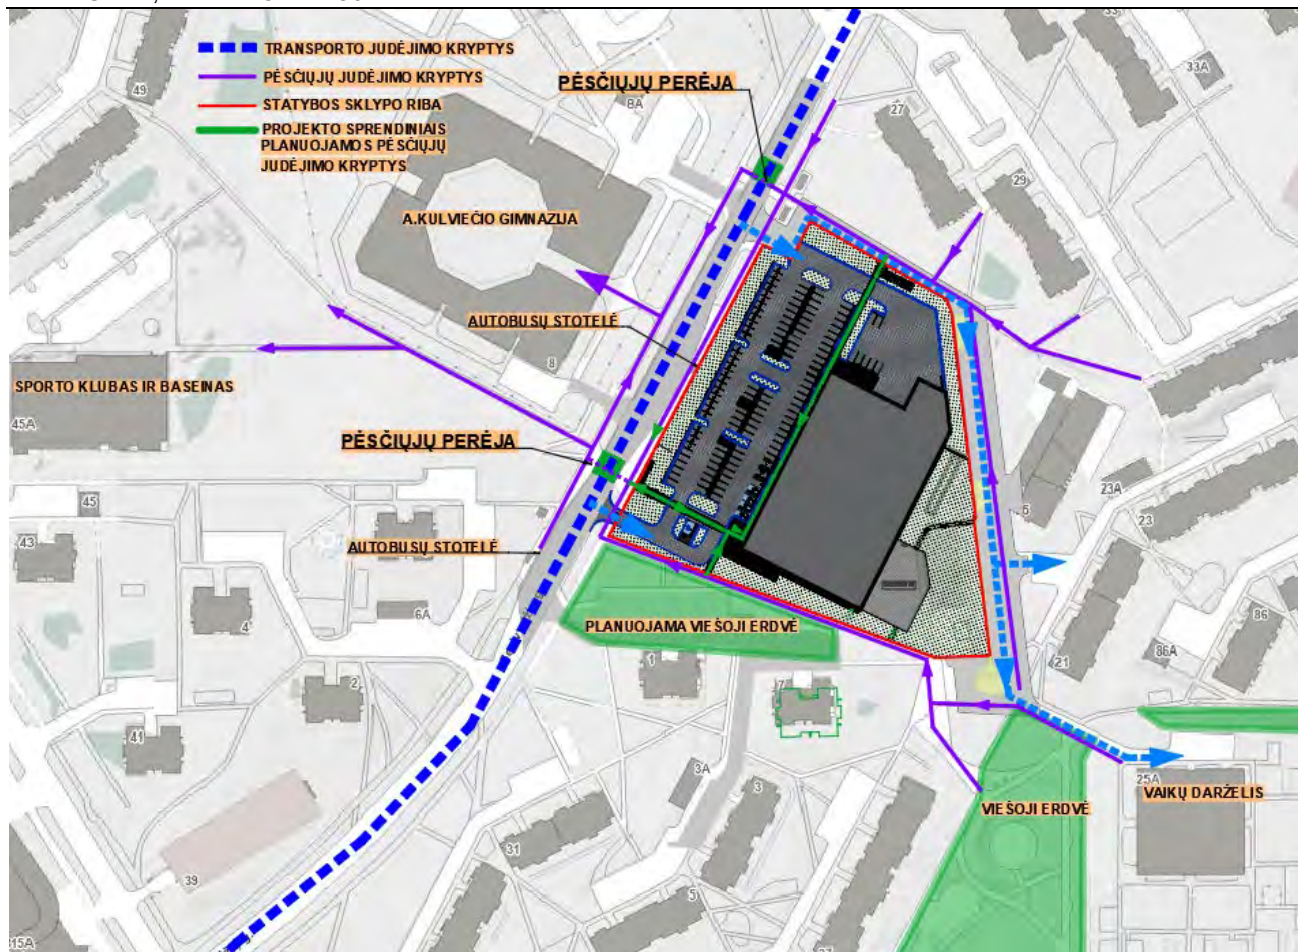 TRANSPORTO JUDĖJIMO KRYPTYS
PĖSČIŲJŲ JUDĖJIMO KRYPTYS
STATYBOS SKLYPO RIBA
PROJEKTO SPRENDINIAIS
PLANUOJAMOS PĖSČIŲJŲ
JUDĖJIMO KRYPTYS
PĖSČIŲJŲ PERĖJA
33A
49
8A
27
29
A.KULVIEČIO GIMNAZIJA
AUTOBUSŲ STOTELĖ
8
SPORTO KLUBAS IR BASEINAS
45A
PĖSČIŲJŲ PERĖJA
45
43
23A
23
AUTOBUSŲ STOTELĖ
6A
4
PLANUOJAMA VIEŠOJI ERDVĖ
86
86A
21
1
2
7
41
3A
3
25A
VAIKŲ DARŽELIS
VIEŠOJI ERDVĖ
31
39
5
315A